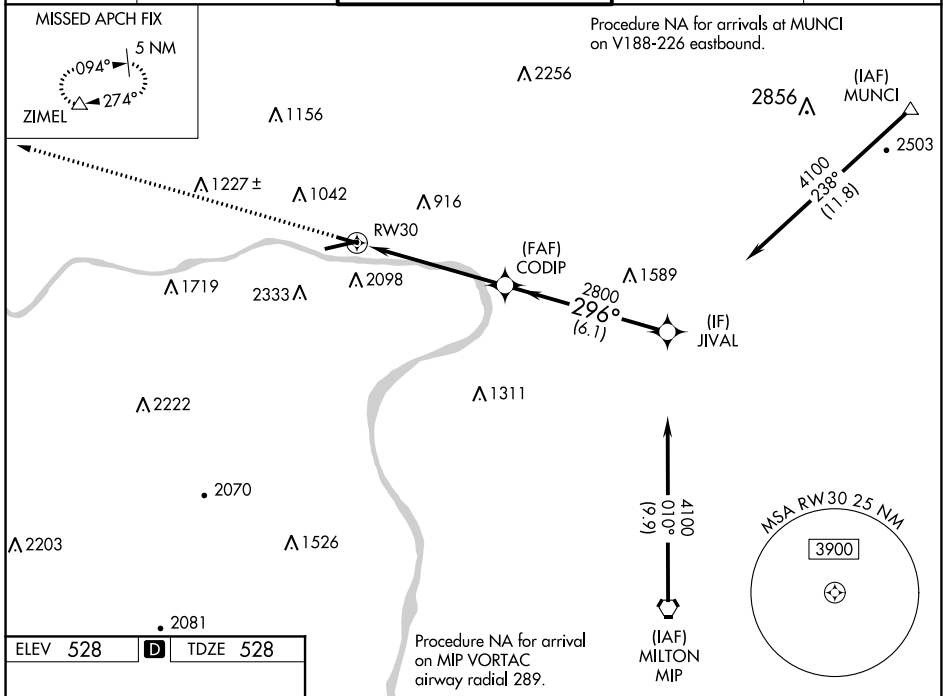 MISSED APCH FIX
5 NM
094°
274°
ZIMEL
Procedure NA for arrivals at MUNCI
on V188-226 eastbound.
2256
2856
(IAF)
MUNCI
2503
1156
4100
238°
(11.8)
1227 ±
1042
916
RW30
(FAF)
CODIP
1589
1719
2333
2098
2800
296°
(6.1)
(IF)
JIVAL
1311
2222
2070
4100
010°
(9.9)
MSA RW30 25 NM
3900
2203
1526
2081
(IAF)
MILTON
MIP
Procedure NA for arrival
on MIP VORTAC
airway radial 289.
ELEV 528 D TDZE 528